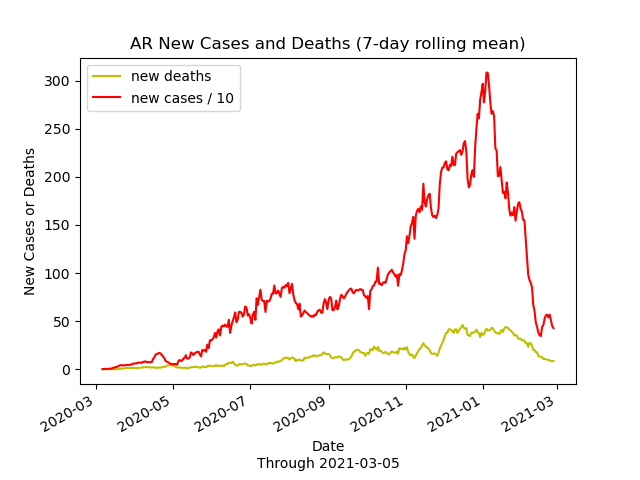 AR New Cases and Deaths (7-day rolling mean)
new deaths
new cases / 10
New Cases or Deaths
300
250
200
150
100
50
0
2020-03
2020-05
2020-07
2020-09
2020-11
2021-01
2021-03
Date
Through 2021-03-05